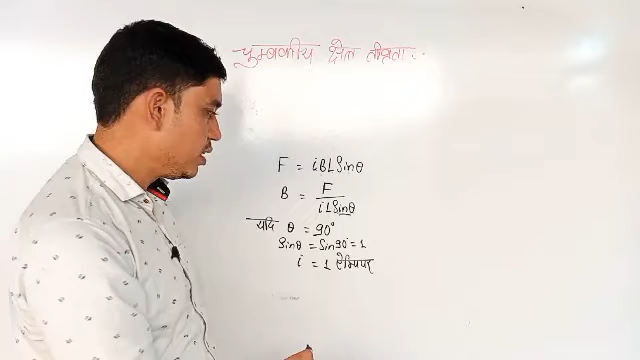 चुम्बकीय क्षेत्र तीव्रता :-
F = iBLSinθ
B = F / iLSinθ
यदि θ = 90°
Sinθ = Sin90° = 1
i = 1 ऐम्पियर